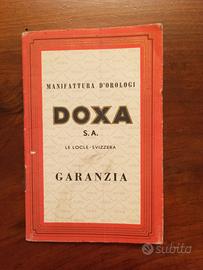 MANIFATTURA D'OROLOGI
DOXA
S.A.
LE LOCLE-SVIZZERA
GARANZIA
subito